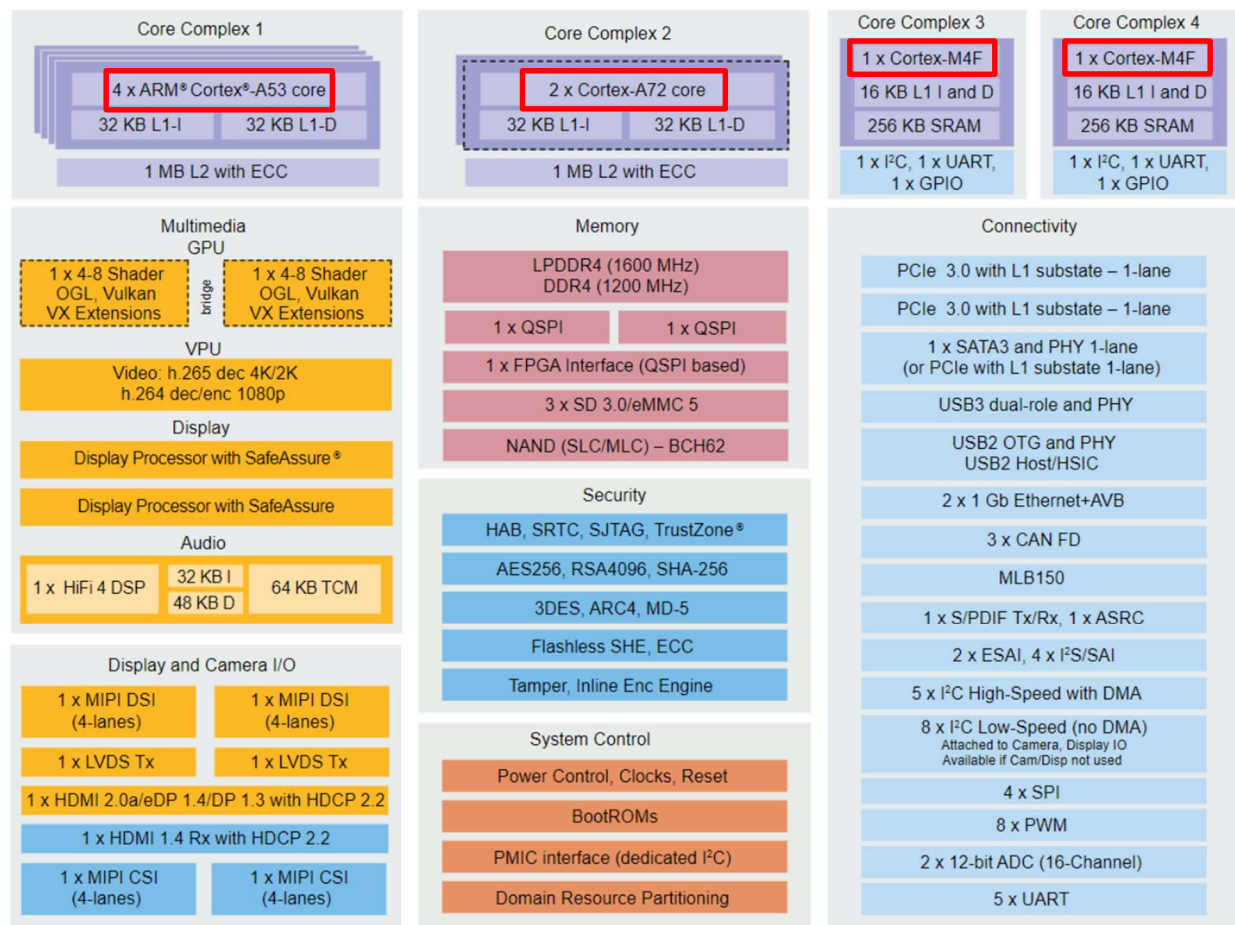 Core Complex 1
4 x ARM® Cortex®-A53 core
32 KB L1-I
32 KB L1-D
1 MB L2 with ECC
Core Complex 2
2 x Cortex-A72 core
32 KB L1-I
32 KB L1-D
1 MB L2 with ECC
Core Complex 3
1 x Cortex-M4F
16 KB L1 I and D
256 KB SRAM
1 x I²C, 1 x UART,
1 x GPIO
Core Complex 4
1 x Cortex-M4F
16 KB L1 I and D
256 KB SRAM
1 x I²C, 1 x UART,
1 x GPIO
Multimedia
GPU
1 x 4-8 Shader
OGL, Vulkan
VX Extensions
bridge
1 x 4-8 Shader
OGL, Vulkan
VX Extensions
VPU
Video: h.265 dec 4K/2K
h.264 dec/enc 1080p
Display
Display Processor with SafeAssure®
Display Processor with SafeAssure
Audio
1 x HiFi 4 DSP
32 KB I
48 KB D
64 KB TCM
Display and Camera I/O
1 x MIPI DSI
(4-lanes)
1 x MIPI DSI
(4-lanes)
1 x LVDS Tx
1 x LVDS Tx
1 x HDMI 2.0a/eDP 1.4/DP 1.3 with HDCP 2.2
1 x HDMI 1.4 Rx with HDCP 2.2
1 x MIPI CSI
(4-lanes)
1 x MIPI CSI
(4-lanes)
Memory
LPDDR4 (1600 MHz)
DDR4 (1200 MHz)
1 x QSPI
1 x QSPI
1 x FPGA Interface (QSPI based)
3 x SD 3.0/eMMC 5
NAND (SLC/MLC) – BCH62
Security
HAB, SRTC, SJTAG, TrustZone®
AES256, RSA4096, SHA-256
3DES, ARC4, MD-5
Flashless SHE, ECC
Tamper, Inline Enc Engine
System Control
Power Control, Clocks, Reset
BootROMs
PMIC interface (dedicated I²C)
Domain Resource Partitioning
Connectivity
PCIe 3.0 with L1 substate – 1-lane
PCIe 3.0 with L1 substate – 1-lane
1 x SATA3 and PHY 1-lane
(or PCIe with L1 substate 1-lane)
USB3 dual-role and PHY
USB2 OTG and PHY
USB2 Host/HSIC
2 x 1 Gb Ethernet+AVB
3 x CAN FD
MLB150
1 x S/PDIF Tx/Rx, 1 x ASRC
2 x ESAI, 4 x I²S/SAI
5 x I²C High-Speed with DMA
8 x I²C Low-Speed (no DMA)
Attached to Camera, Display IO
Available if Cam/Disp not used
4 x SPI
8 x PWM
2 x 12-bit ADC (16-Channel)
5 x UART